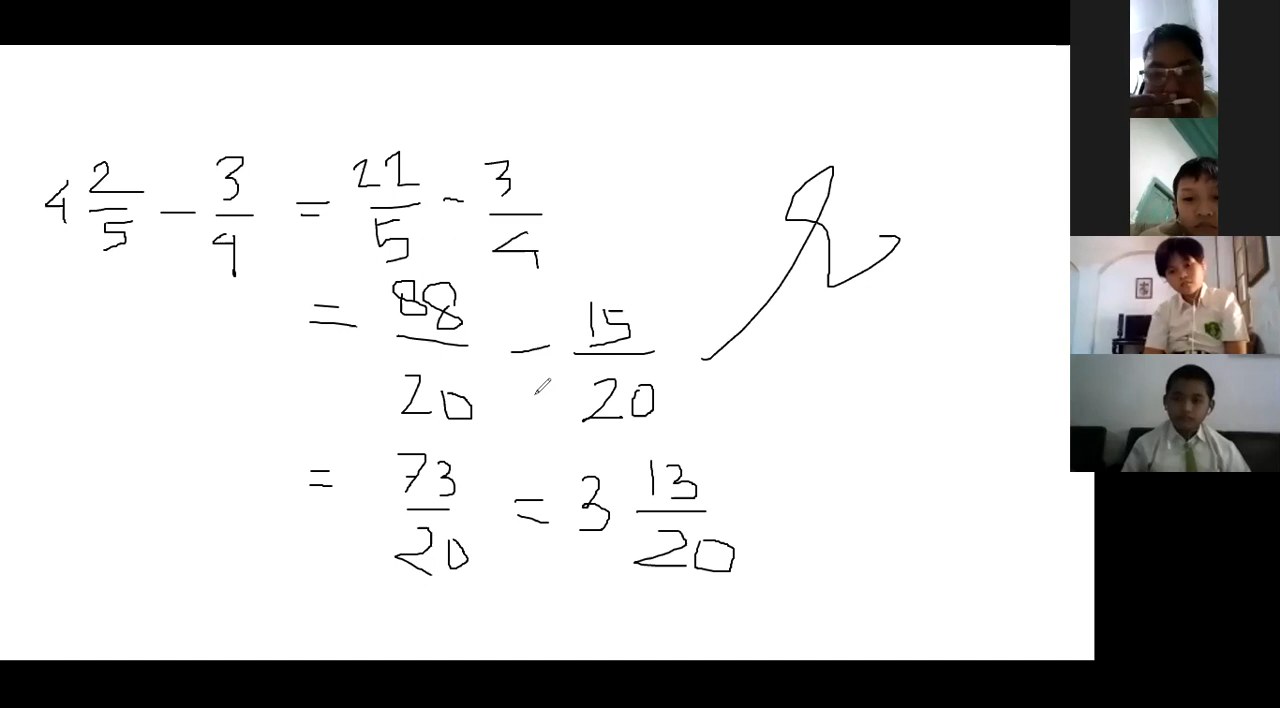 4 2/5 - 3/4 = 22/5 - 3/4
= 88/20 - 15/20
= 73/20 = 3 13/20